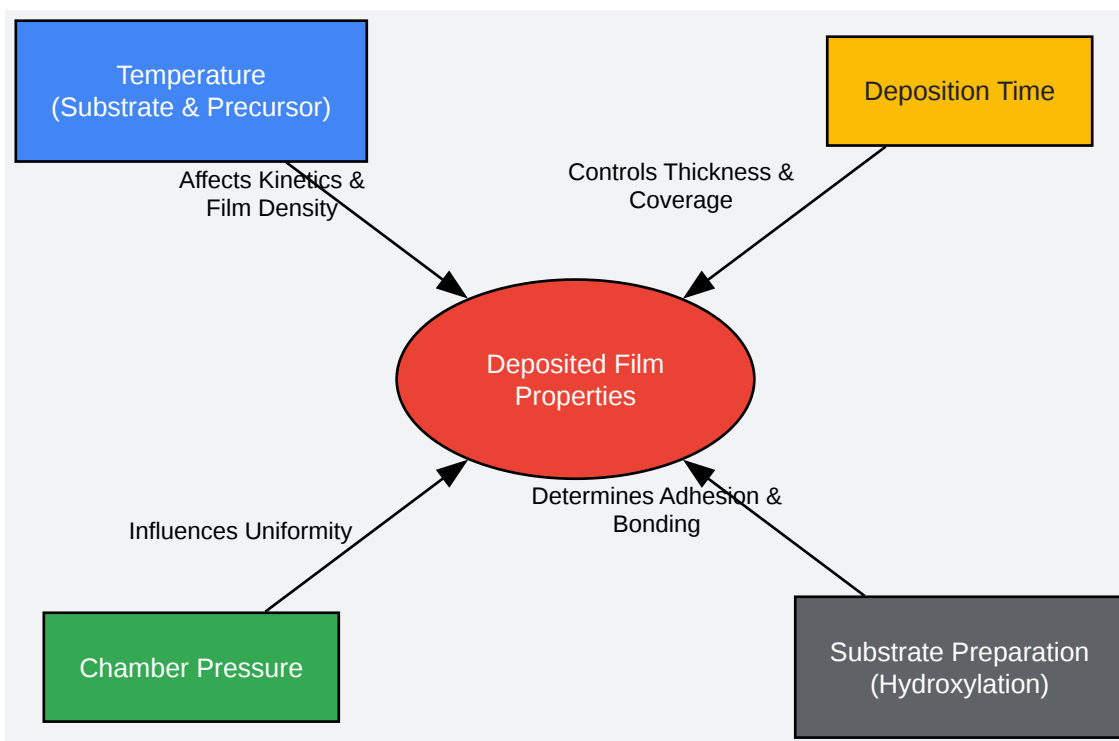 Temperature
(Substrate & Precursor)
Deposition Time
Affects Kinetics &
Film Density
Controls Thickness &
Coverage
Deposited Film
Properties
Influences Uniformity
Determines Adhesion &
Bonding
Chamber Pressure
Substrate Preparation
(Hydroxylation)